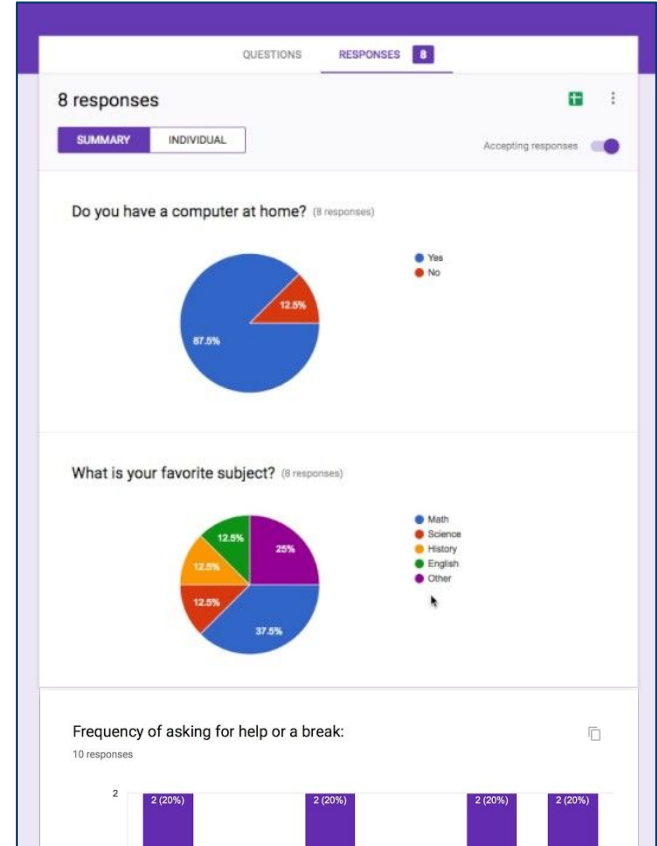 QUESTIONS RESPONSES 8
8 responses
SUMMARY INDIVIDUAL
Accepting responses
Do you have a computer at home? (8 responses)
Yes
No
12.5%
87.5%
What is your favorite subject? (8 responses)
Math
Science
History
English
Other
12.5%
25%
12.5%
12.5%
37.5%
Frequency of asking for help or a break:
10 responses
2
2 (20%) 2 (20%) 2 (20%) 2 (20%)